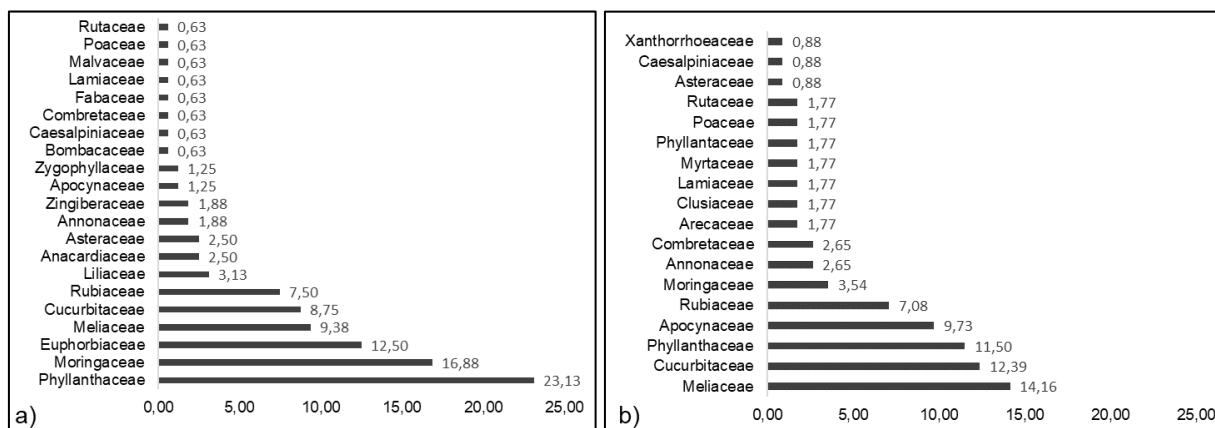 Rutaceae 0,63
Poaceae 0,63
Malvaceae 0,63
Lamiaceae 0,63
Fabaceae 0,63
Combretaceae 0,63
Caesalpiniaceae 0,63
Bombacaceae 0,63
Zygophyllaceae 1,25
Apocynaceae 1,25
Zingiberaceae 1,88
Annonaceae 1,88
Asteraceae 2,50
Anacardiaceae 2,50
Liliaceae 3,13
Rubiaceae 7,50
Cucurbitaceae 8,75
Meliaceae 9,38
Euphorbiaceae 12,50
Moringaceae 16,88
Phyllanthaceae 23,13
a) 0,00 5,00 10,00 15,00 20,00 25,00
Xanthorrhoeaceae 0,88
Caesalpiniaceae 0,88
Asteraceae 0,88
Rutaceae 1,77
Poaceae 1,77
Phyllantaceae 1,77
Myrtaceae 1,77
Lamiaceae 1,77
Clusiaceae 1,77
Arecaceae 1,77
Combretaceae 2,65
Annonaceae 2,65
Moringaceae 3,54
Rubiaceae 7,08
Apocynaceae 9,73
Phyllanthaceae 11,50
Cucurbitaceae 12,39
Meliaceae 14,16
b) 0,00 5,00 10,00 15,00 20,00 25,00